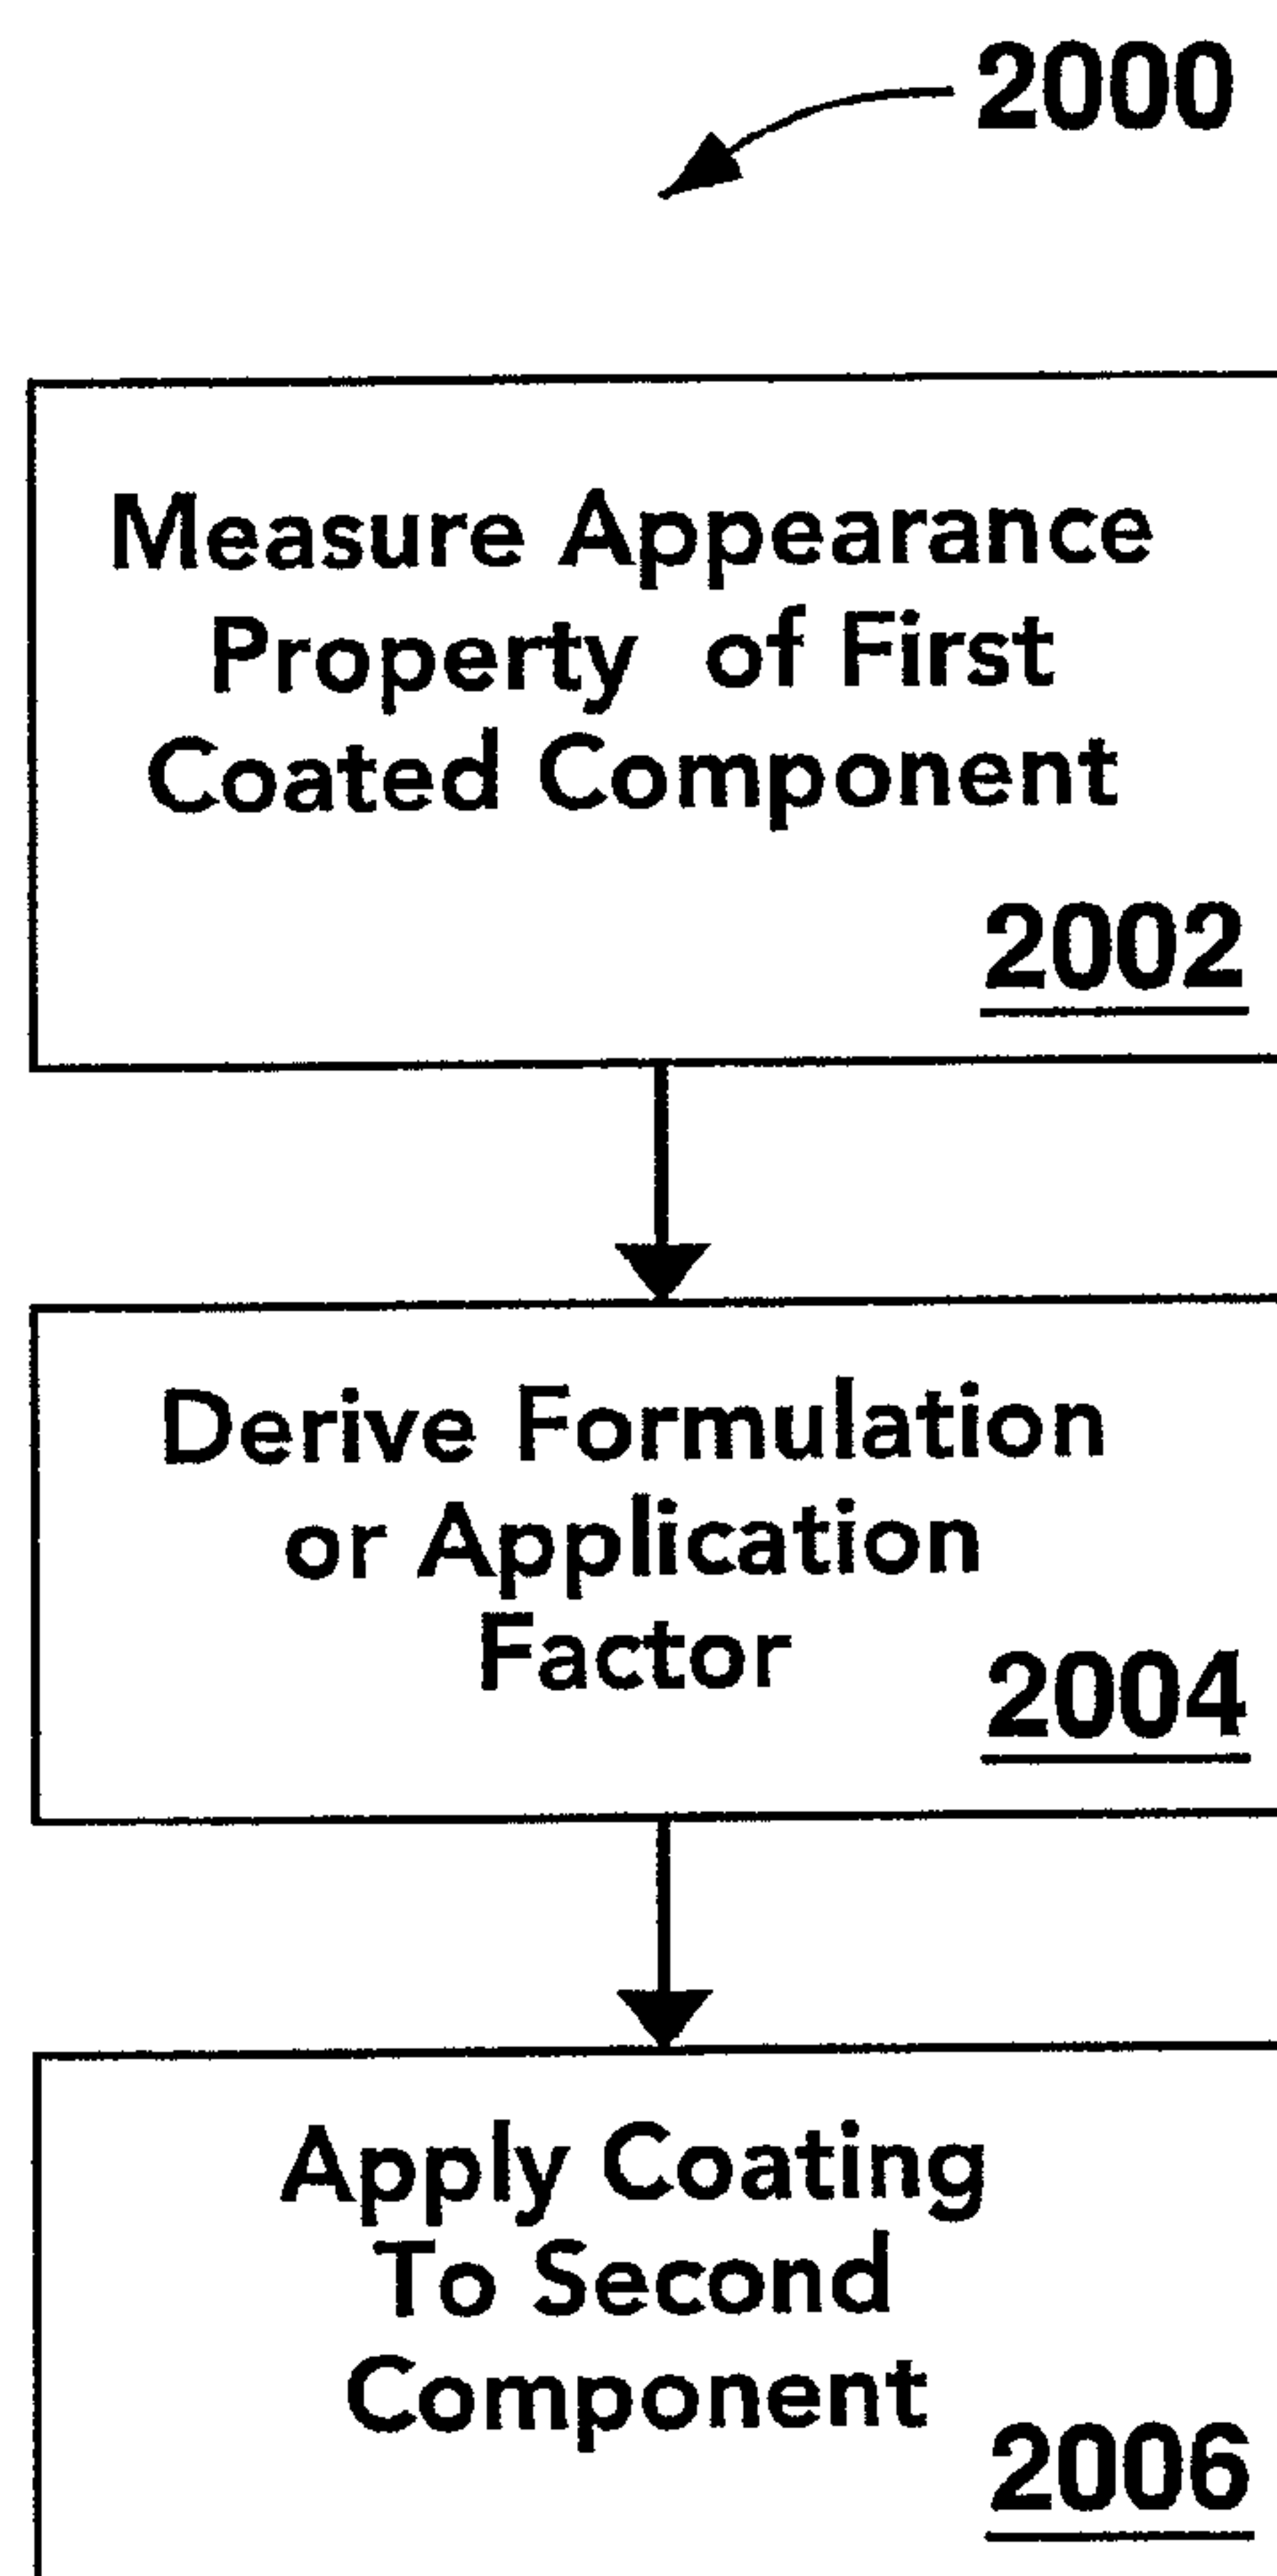 2000
Measure Appearance
Property of First
Coated Component
2002
Derive Formulation
or Application
Factor
2004
Apply Coating
To Second
Component
2006